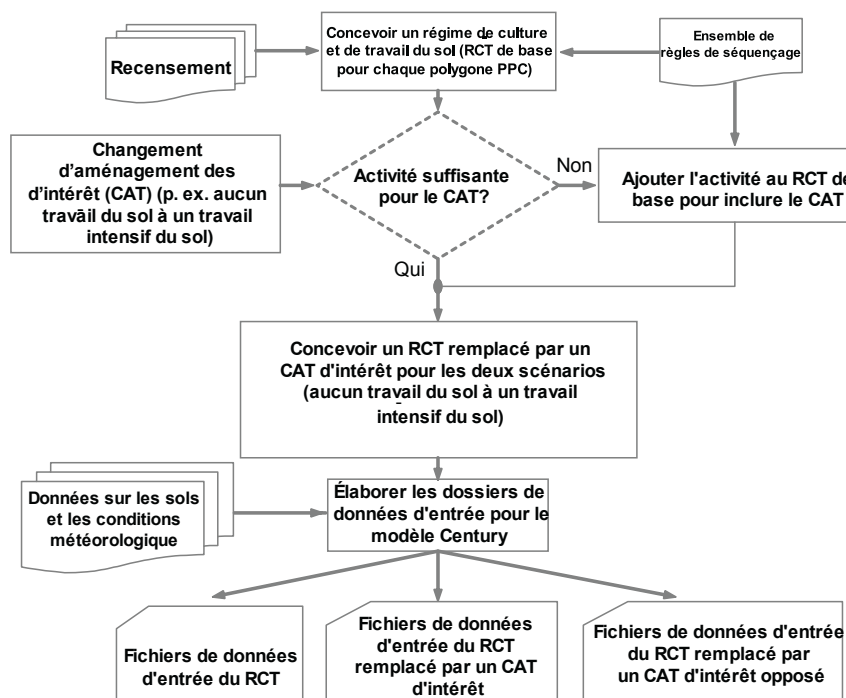 Concevoir un régime de culture
et de travail du sol (RCT de base
pour chaque polygone PPC)
Recensement
Ensemble de
règles de séquençage
Changement
d'aménagement des
d'intérêt (CAT) (p. ex. aucun
travail du sol à un travail
intensif du sol)
Activité suffisante
pour le CAT?
Non
Ajouter l'activité au RCT de
base pour inclure le CAT
Qui
Concevoir un RCT remplacé par un
CAT d'intérêt pour les deux scénarios
(aucun travail du sol à un travail
intensif du sol)
Données sur les sols
et les conditions
météorologique
Élaborer les dossiers de
données d'entrée pour le
modèle Century
Fichiers de données
d'entrée du RCT
Fichiers de données
d'entrée du RCT
remplacé par un CAT
d'intérêt
Fichiers de données d'entrée
du RCT remplacé par
un CAT d'intérêt opposé